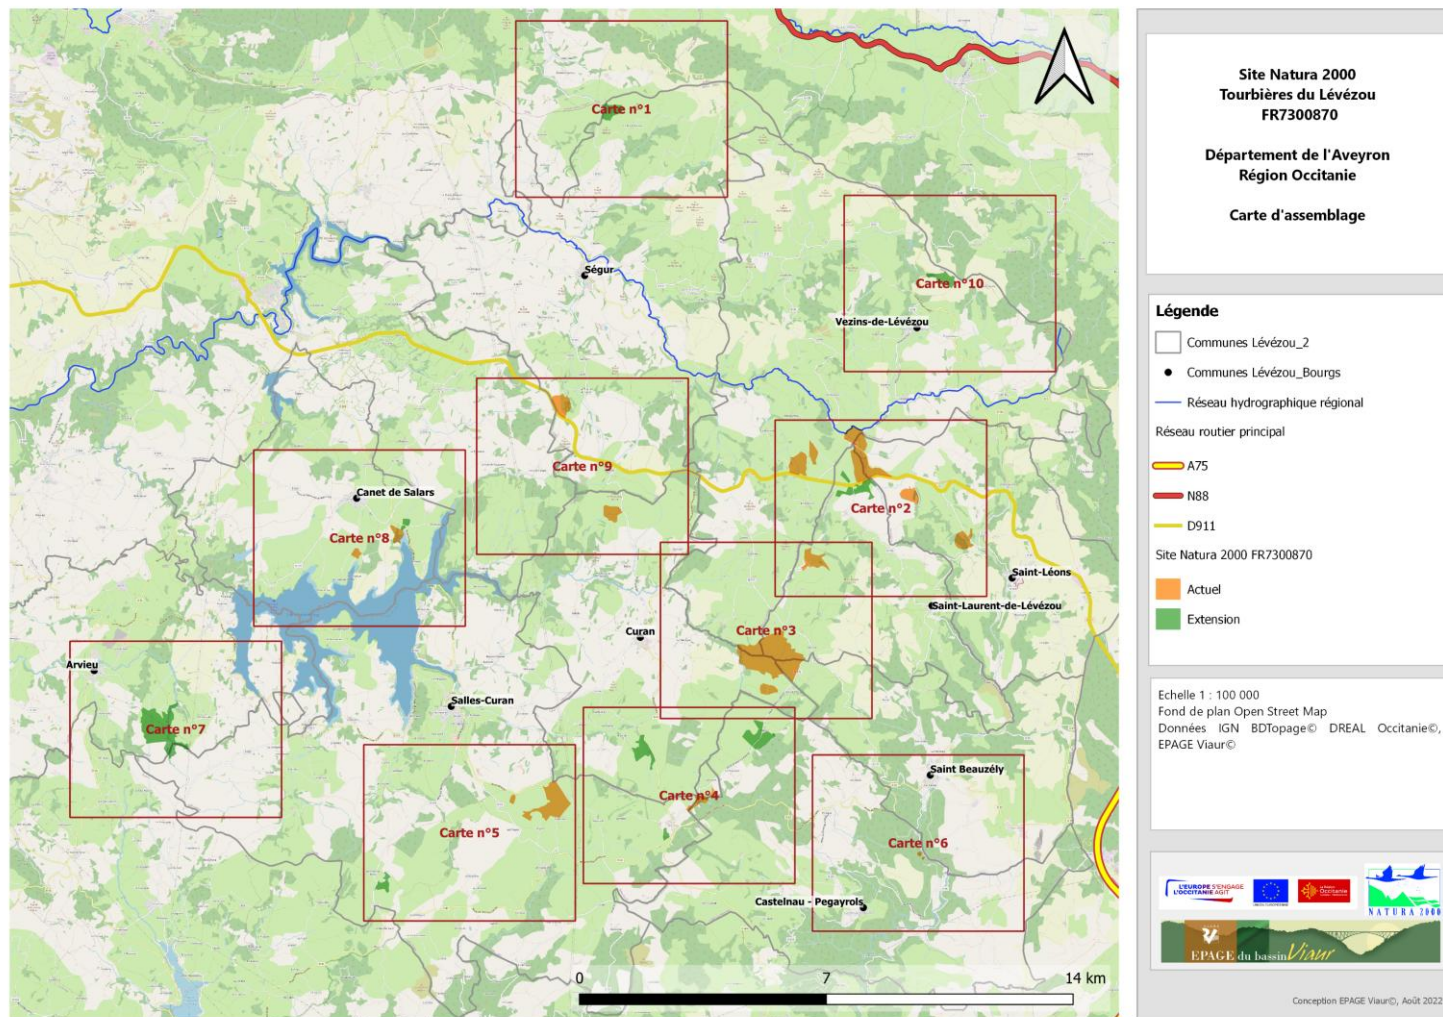 Carte n°1
Carte n°10
Ségur
Vezins-de-Lévézou
Carte n°9
Carte n°2
Canet de Salars
Carte n°8
Saint-Léons
Saint-Laurent-de-Lévézou
Carte n°3
Curan
Arvieu
Salles-Curan
Carte n°7
Carte n°4
Saint Beauzély
Carte n°5
Carte n°6
Castelnau - Pegayrols
0 7 14 km
Site Natura 2000
Tourbières du Lévézou
FR7300870
Département de l'Aveyron
Région Occitanie
Carte d'assemblage
Légende
Communes Lévézou_2
Communes Lévézou_Bourgs
Réseau hydrographique régional
Réseau routier principal
A75
N88
D911
Site Natura 2000 FR7300870
Actuel
Extension
Echelle 1 : 100 000
Fond de plan Open Street Map
Données IGN BDTopage© DREAL Occitanie©,
EPAGE Viaur©
L'EUROPE S'ENGAGE
L'OCCITANIE AGIT
Occitanie
NATURA 2000
EPAGE du bassin Viaur
Conception EPAGE Viaur©, Août 2022